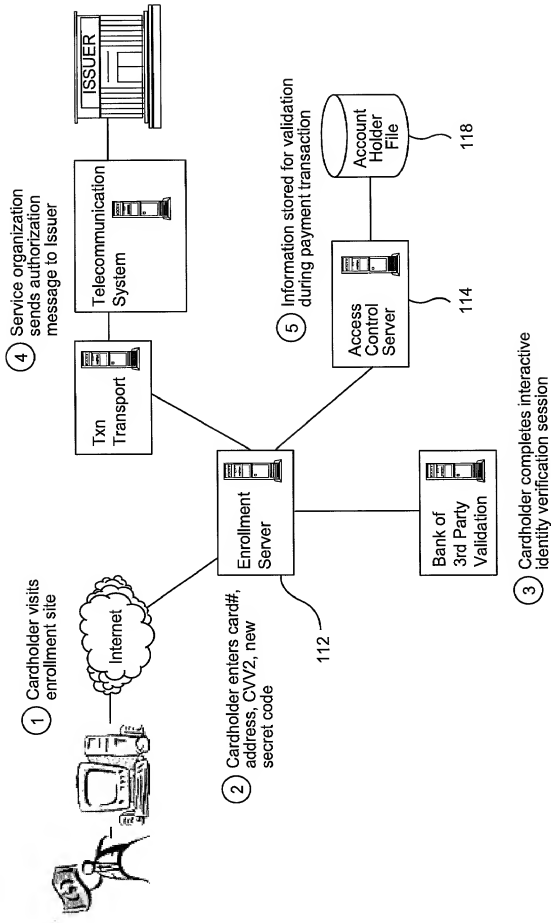 1
Cardholder visits
enrollment site
Internet
2
Cardholder enters card#,
address, CVV2, new
secret code
112
Enrollment
Server
Bank of
3rd Party
Validation
3
Cardholder completes interactive
identity verification session
4
Service organization
sends authorization
message to Issuer
Txn
Transport
Telecommunication
System
ISSUER
5
Information stored for validation
during payment transaction
Access
Control
Server
114
Account
Holder
File
118